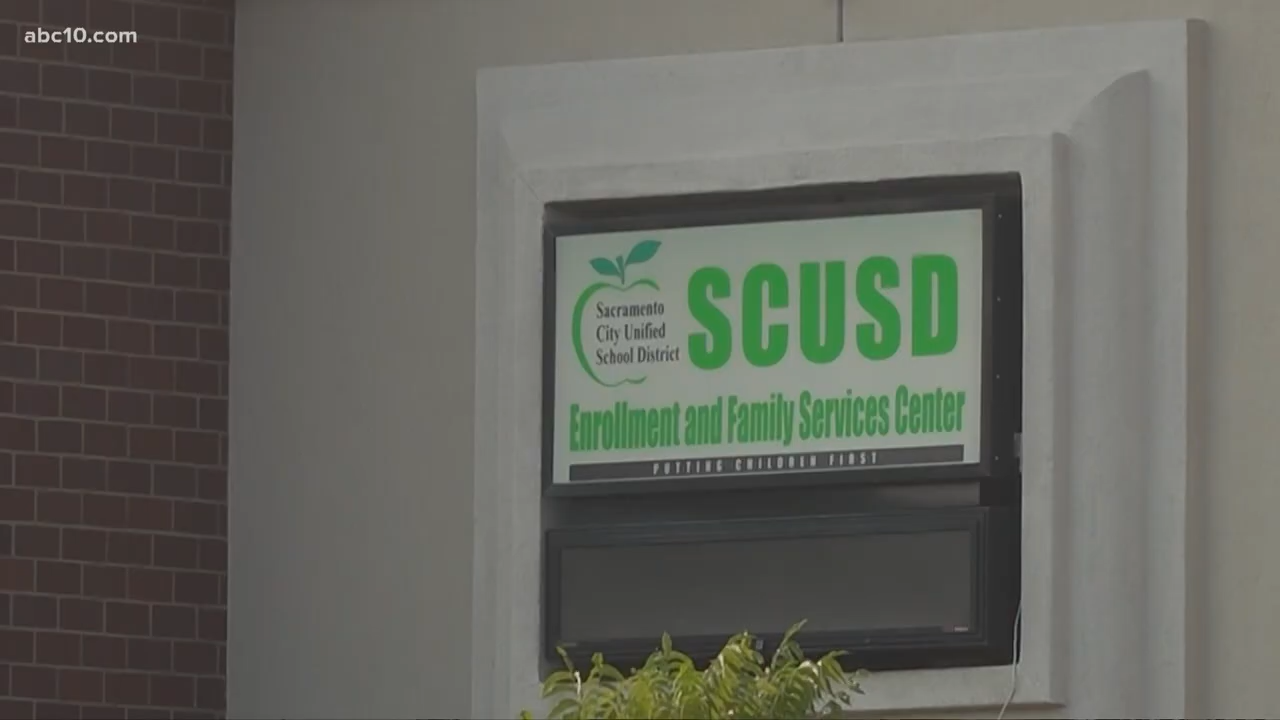 abc10.com
Sacramento
City Unified
School District
SCUSD
Enrollment and Family Services Center
PUTTING CHILDREN FIRST